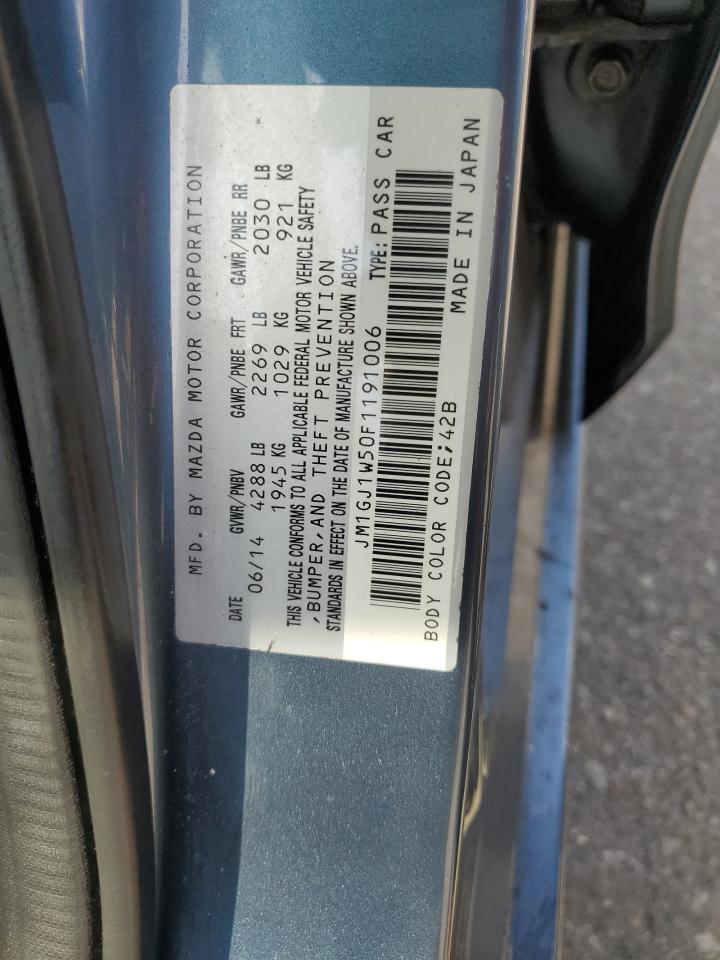 MFD. BY MAZDA MOTOR CORPORATION
DATE GVWR/PNBV GAWR/PNBE FRT GAWR/PNBE RR
06/14 4288 LB 2269 LB 2030 LB
1945 KG 1029 KG 921 KG
THIS VEHICLE CONFORMS TO ALL APPLICABLE FEDERAL MOTOR VEHICLE SAFETY
,BUMPER,AND THEFT PREVENTION
STANDARDS IN EFFECT ON THE DATE OF MANUFACTURE SHOWN ABOVE.
JM1GJ1W50F1191006 TYPE: PASS CAR
BODY COLOR CODE;42B MADE IN JAPAN